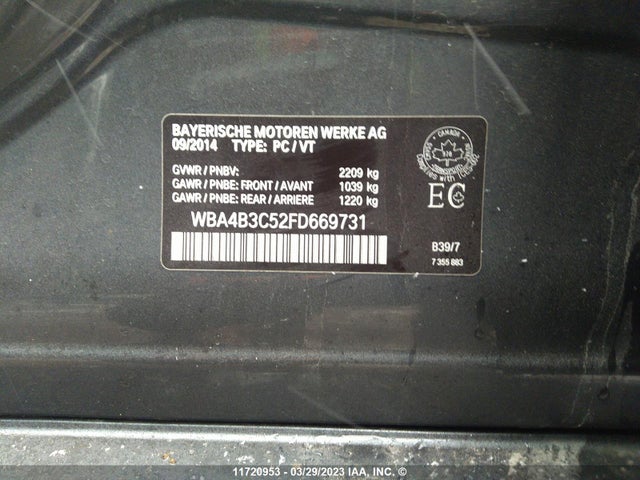 BAYERISCHE MOTOREN WERKE AG
09/2014 TYPE: PC / VT
GVWR / PNBV: 2209 kg
GAWR / PNBE: FRONT / AVANT 1039 kg
GAWR / PNBE: REAR / ARRIERE 1220 kg
WBA4B3C52FD669731
CANADA
EC
B39/7
7 355 883
11720953 - 03/29/2023 IAA, INC. ©